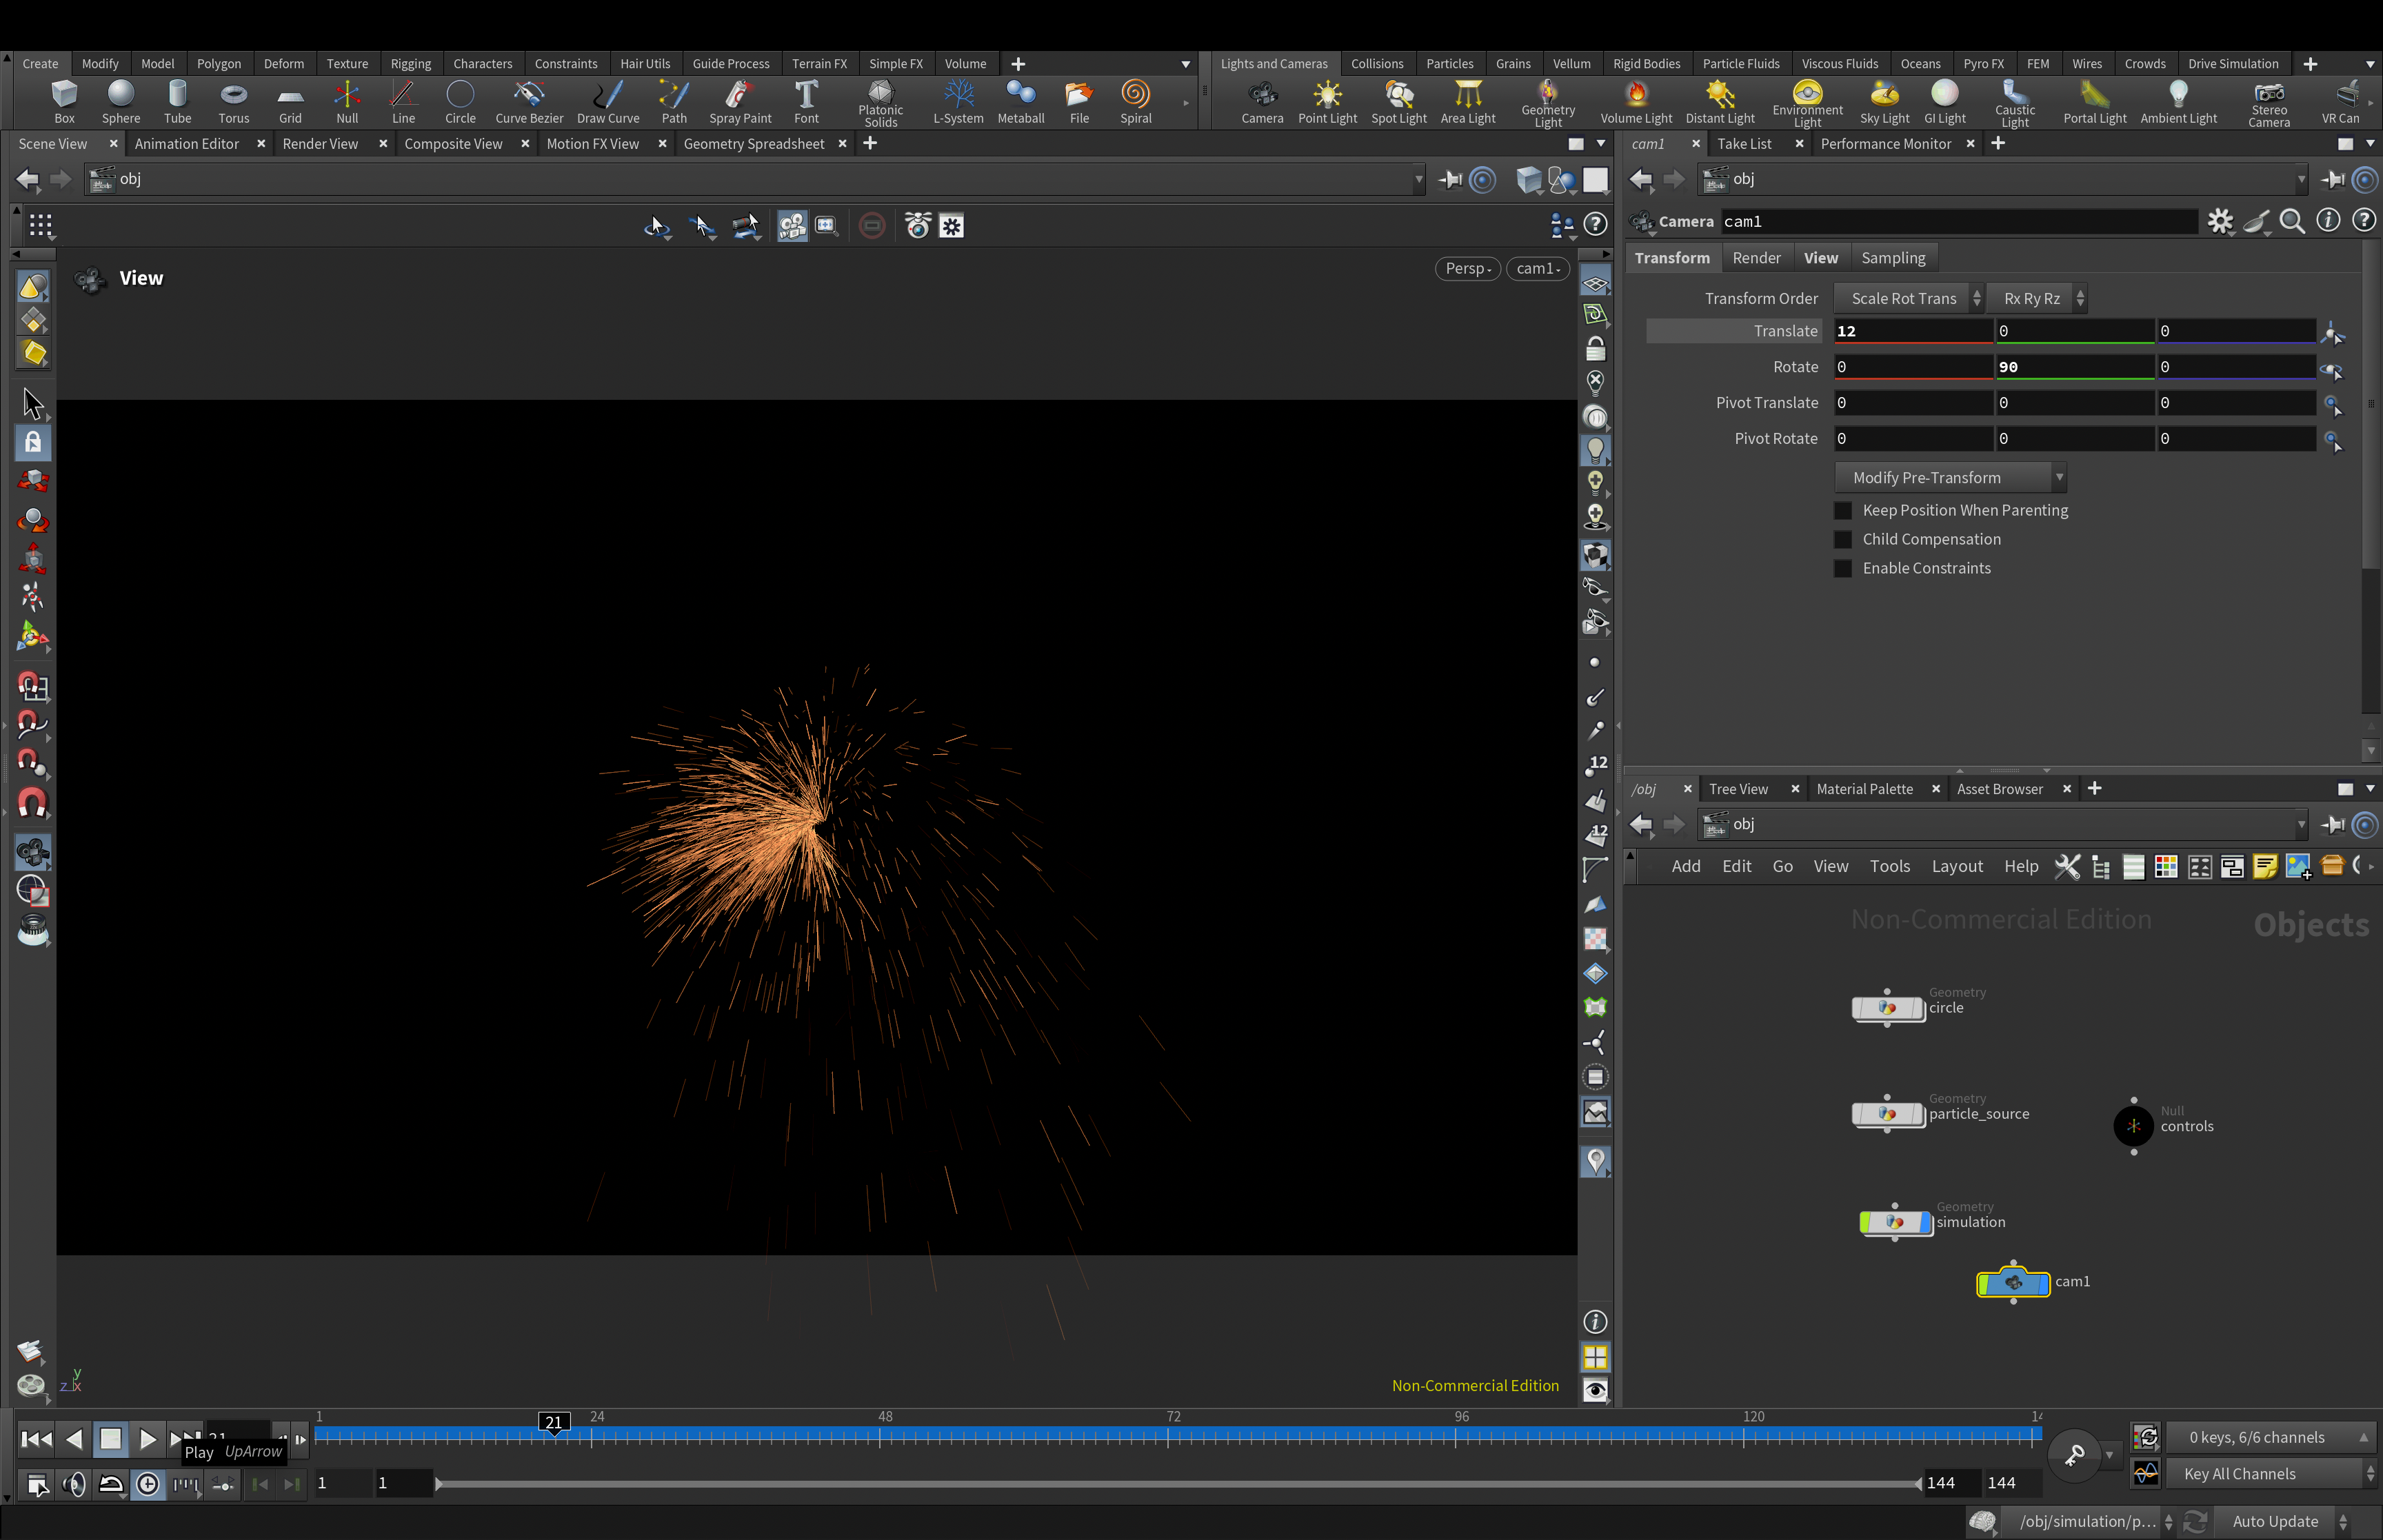 Create Modify Model Polygon Deform Texture Rigging Characters Constraints Hair Utils Guide Process Terrain FX Simple FX Volume
Lights and Cameras Collisions Particles Grains Vellum Rigid Bodies Particle Fluids Viscous Fluids Oceans Pyro FX FEM Wires Crowds Drive Simulation
Box Sphere Tube Torus Grid Null Line Circle Curve Bezier Draw Curve Path Spray Paint Font Platonic Solids L-System Metaball File Spiral
Camera Point Light Spot Light Area Light Geometry Light Volume Light Distant Light Environment Light Sky Light GI Light Caustic Light Portal Light Ambient Light Stereo Camera VR Can
Scene View Animation Editor Render View Composite View Motion FX View Geometry Spreadsheet
cam1 Take List Performance Monitor
obj
obj
Camera cam1
View
Persp cam1
Transform Render View Sampling
Transform Order Scale Rot Trans Rx Ry Rz
Translate 12 0 0
Rotate 0 90 0
Pivot Translate 0 0 0
Pivot Rotate 0 0 0
Modify Pre-Transform
Keep Position When Parenting
Child Compensation
Enable Constraints
12
12
/obj Tree View Material Palette Asset Browser
obj
Add Edit Go View Tools Layout Help
Non-Commercial Edition
Objects
Geometry
circle
Geometry
particle_source
Null
controls
Geometry
simulation
cam1
y
z x
Non-Commercial Edition
1 21 24 48 72 96 120 14
21
Play UpArrow
1 1 144 144
0 keys, 6/6 channels
Key All Channels
/obj/simulation/p...
Auto Update